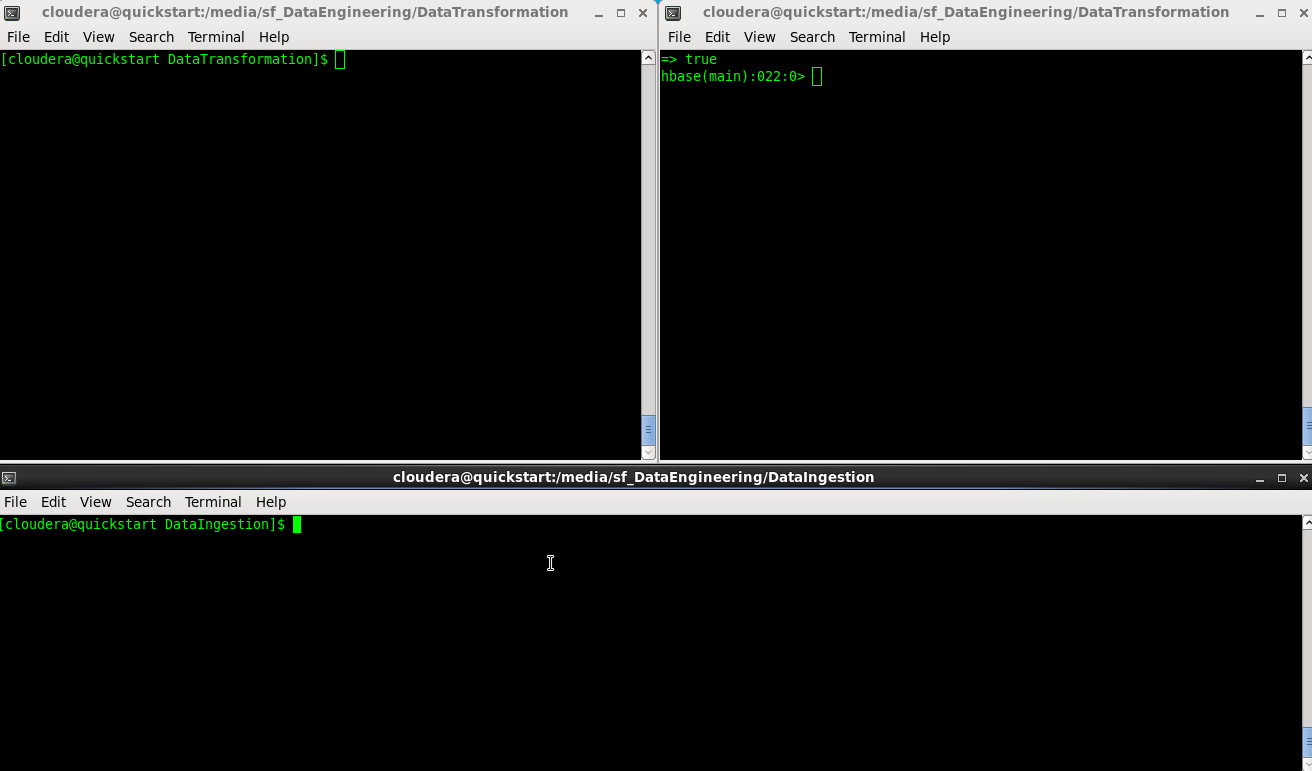 cloudera@quickstart:/media/sf_DataEngineering/DataTransformation
File Edit View Search Terminal Help
[cloudera@quickstart DataTransformation]$
cloudera@quickstart:/media/sf_DataEngineering/DataTransformation
File Edit View Search Terminal Help
=> true
hbase(main):022:0>
cloudera@quickstart:/media/sf_DataEngineering/DataIngestion
File Edit View Search Terminal Help
[cloudera@quickstart DataIngestion]$